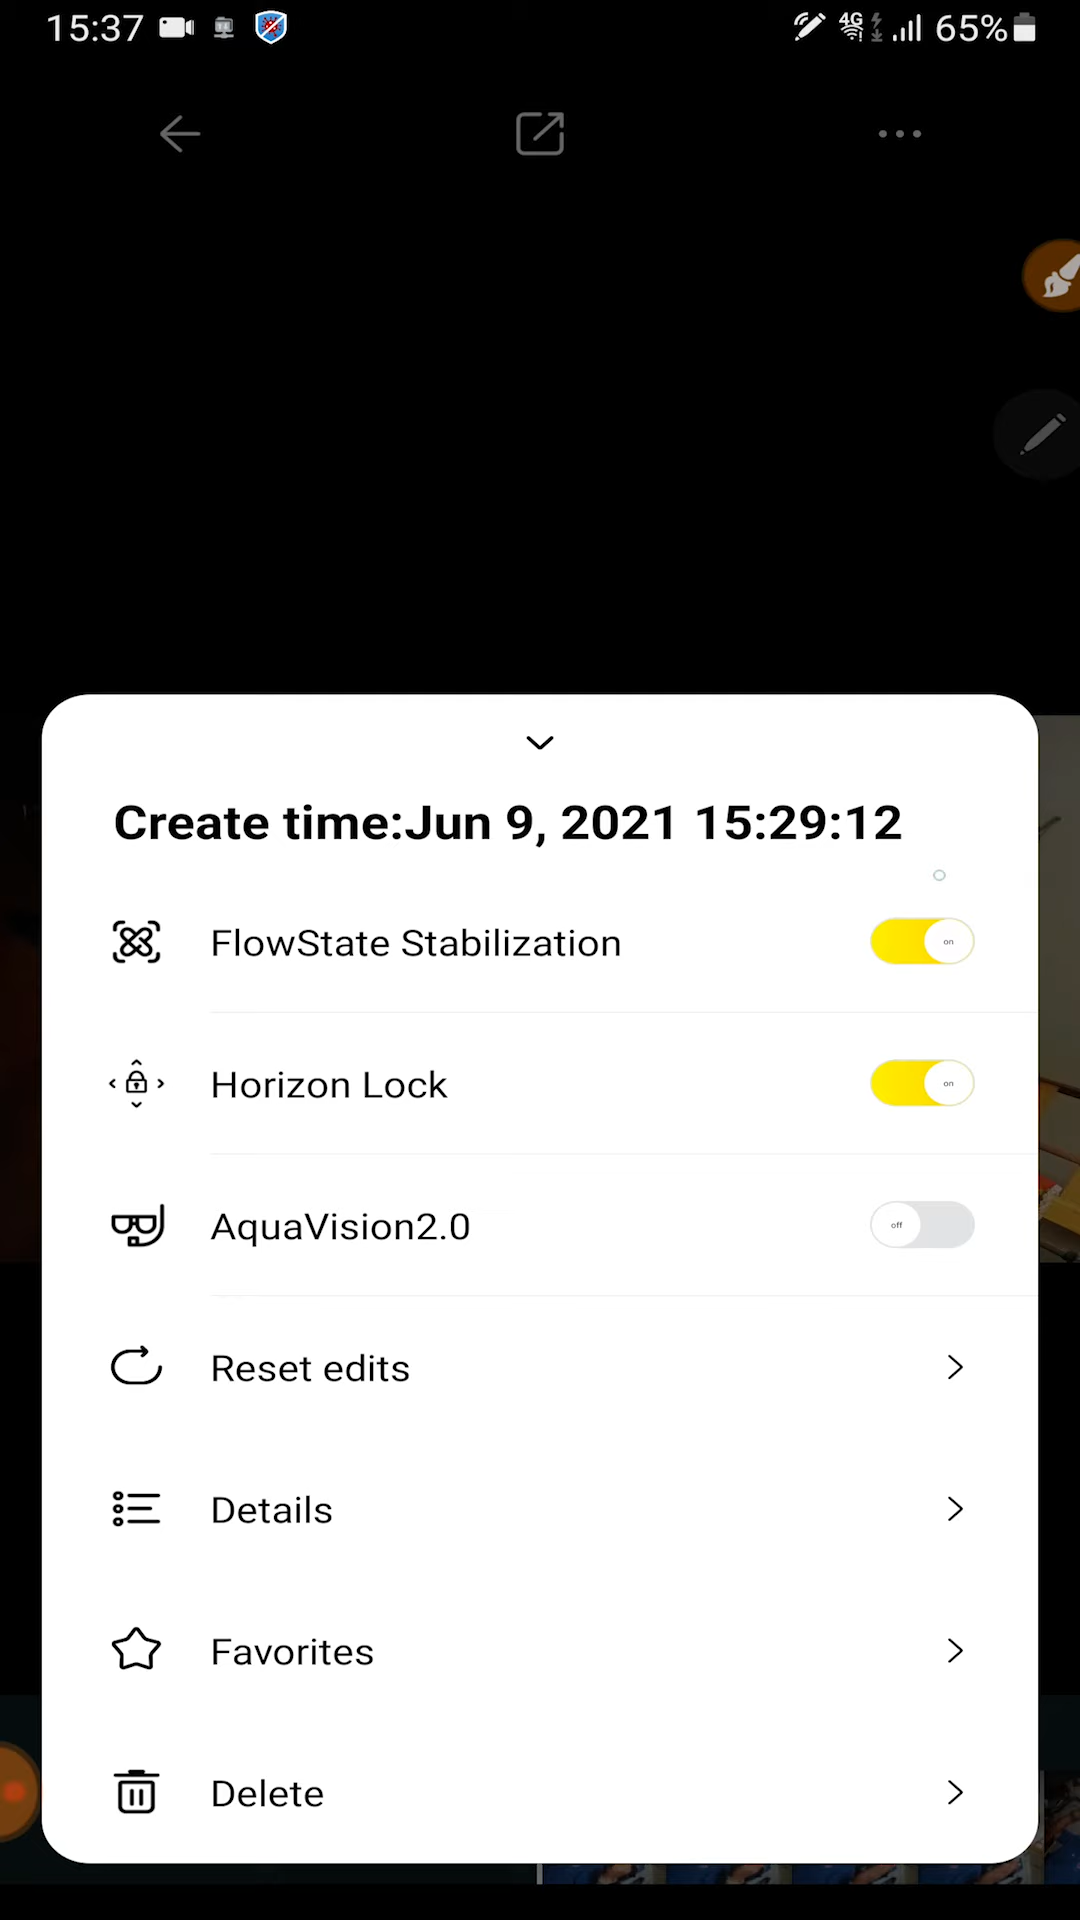 15:37
4G 65%
Create time:Jun 9, 2021 15:29:12
FlowState Stabilization on
Horizon Lock on
AquaVision2.0 off
Reset edits
Details
Favorites
Delete